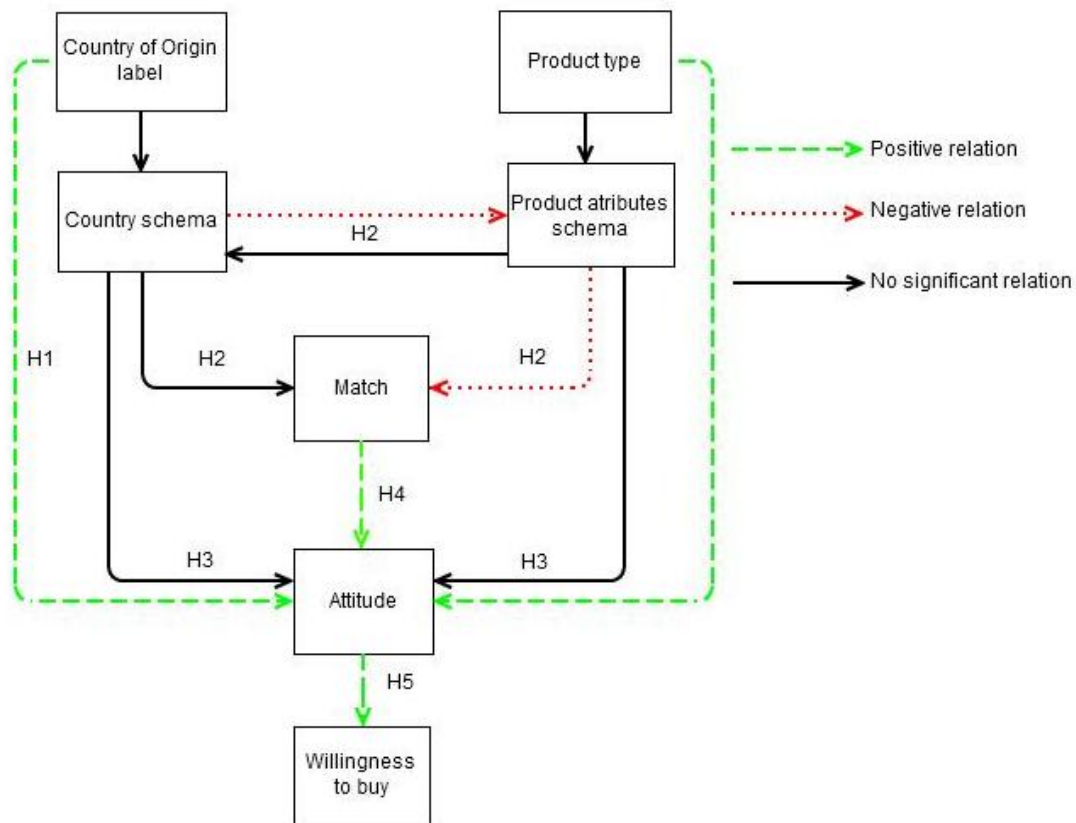 Country of Origin
label
Product type
Positive relation
Country schema
Product atributes
schema
Negative relation
H2
No significant relation
H1
H2
Match
H2
H4
H3
H3
Attitude
H5
Willingness
to buy